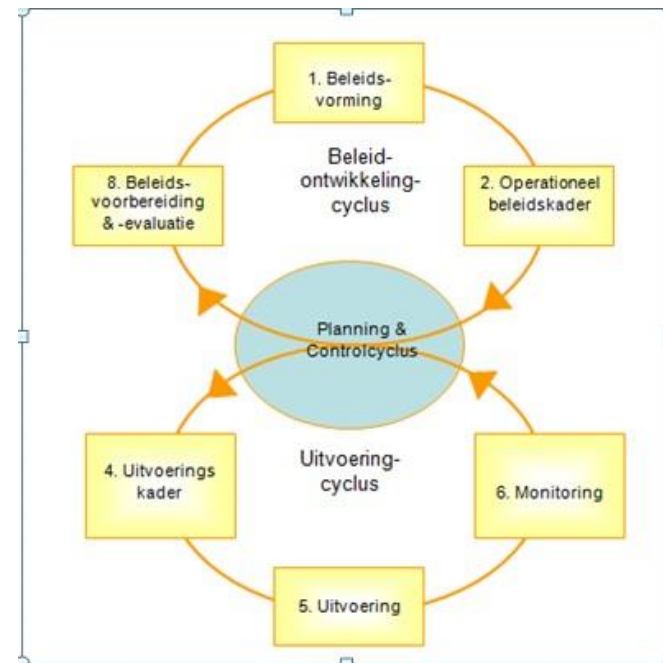 1. Beleids-
vorming
Beleid-
ontwikkeling-
cyclus
8. Beleids-
voorbereiding
& -evaluatie
2. Operationeel
beleidskader
Planning &
Controlcyclus
4. Uitvoerings
kader
Uitvoering-
cyclus
6. Monitoring
5. Uitvoering